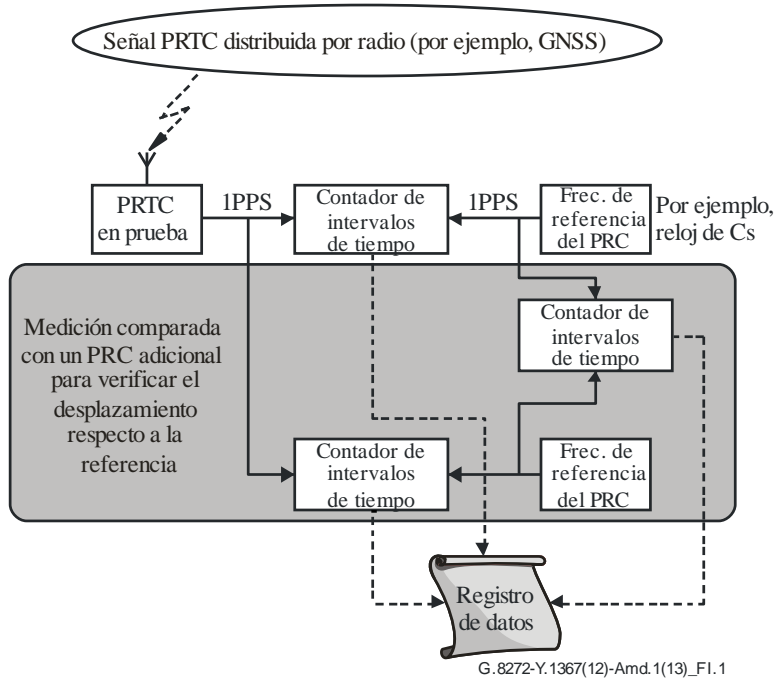 Señal PRTC distribuida por radio (por ejemplo, GNSS)
PRTC
en prueba
1PPS
Contador de
intervalos
de tiempo
1PPS
Frec. de
referencia
del PRC
Por ejemplo,
reloj de Cs
Medición comparada
con un PRC adicional
para verificar el
desplazamiento
respecto a la
referencia
Contador de
intervalos
de tiempo
Contador de
intervalos
de tiempo
Frec. de
referencia
del PRC
Registro
de datos
G.8272-Y.1367(12)-Amd.1(13)_FI.1